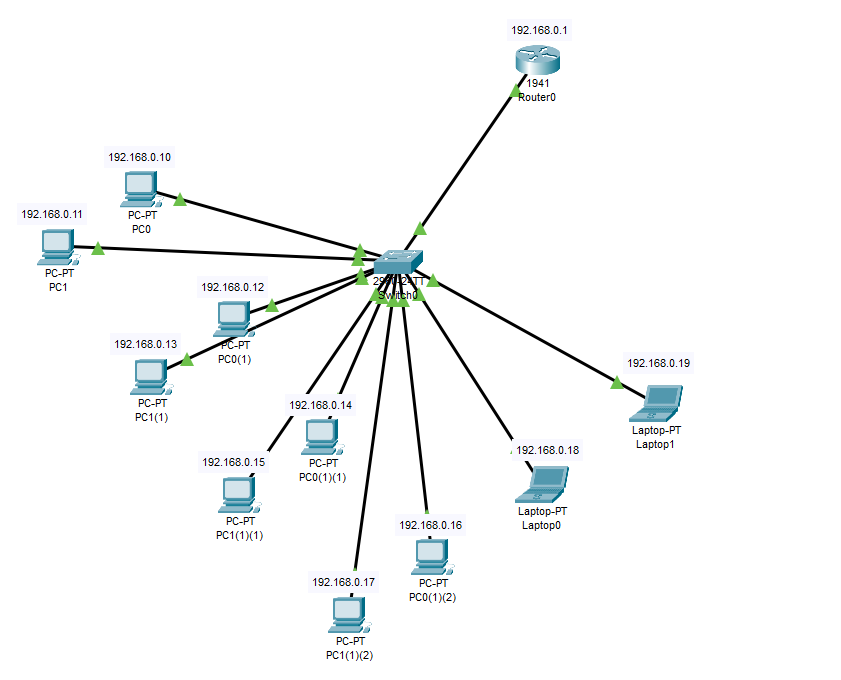 192.168.0.1
1941
Router0
192.168.0.10
PC-PT
PC0
192.168.0.11
PC-PT
PC1
2960-24TT
Switch0
192.168.0.12
PC-PT
PC0(1)
192.168.0.13
PC-PT
PC1(1)
192.168.0.19
Laptop-PT
Laptop1
192.168.0.14
PC-PT
PC0(1)(1)
192.168.0.18
Laptop-PT
Laptop0
192.168.0.15
PC-PT
PC1(1)(1)
192.168.0.16
PC-PT
PC0(1)(2)
192.168.0.17
PC-PT
PC1(1)(2)